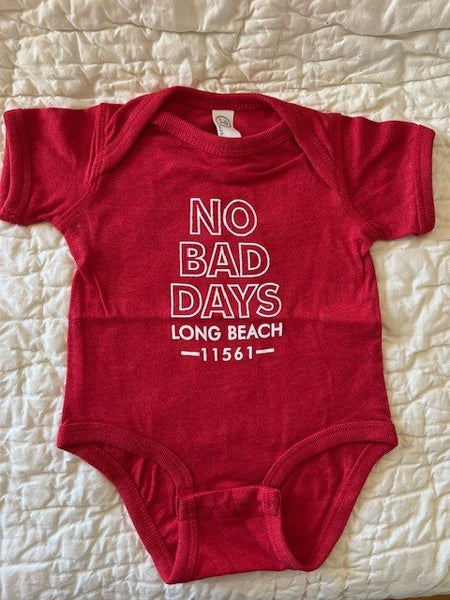 NO
BAD
DAYS
LONG BEACH
—11561—